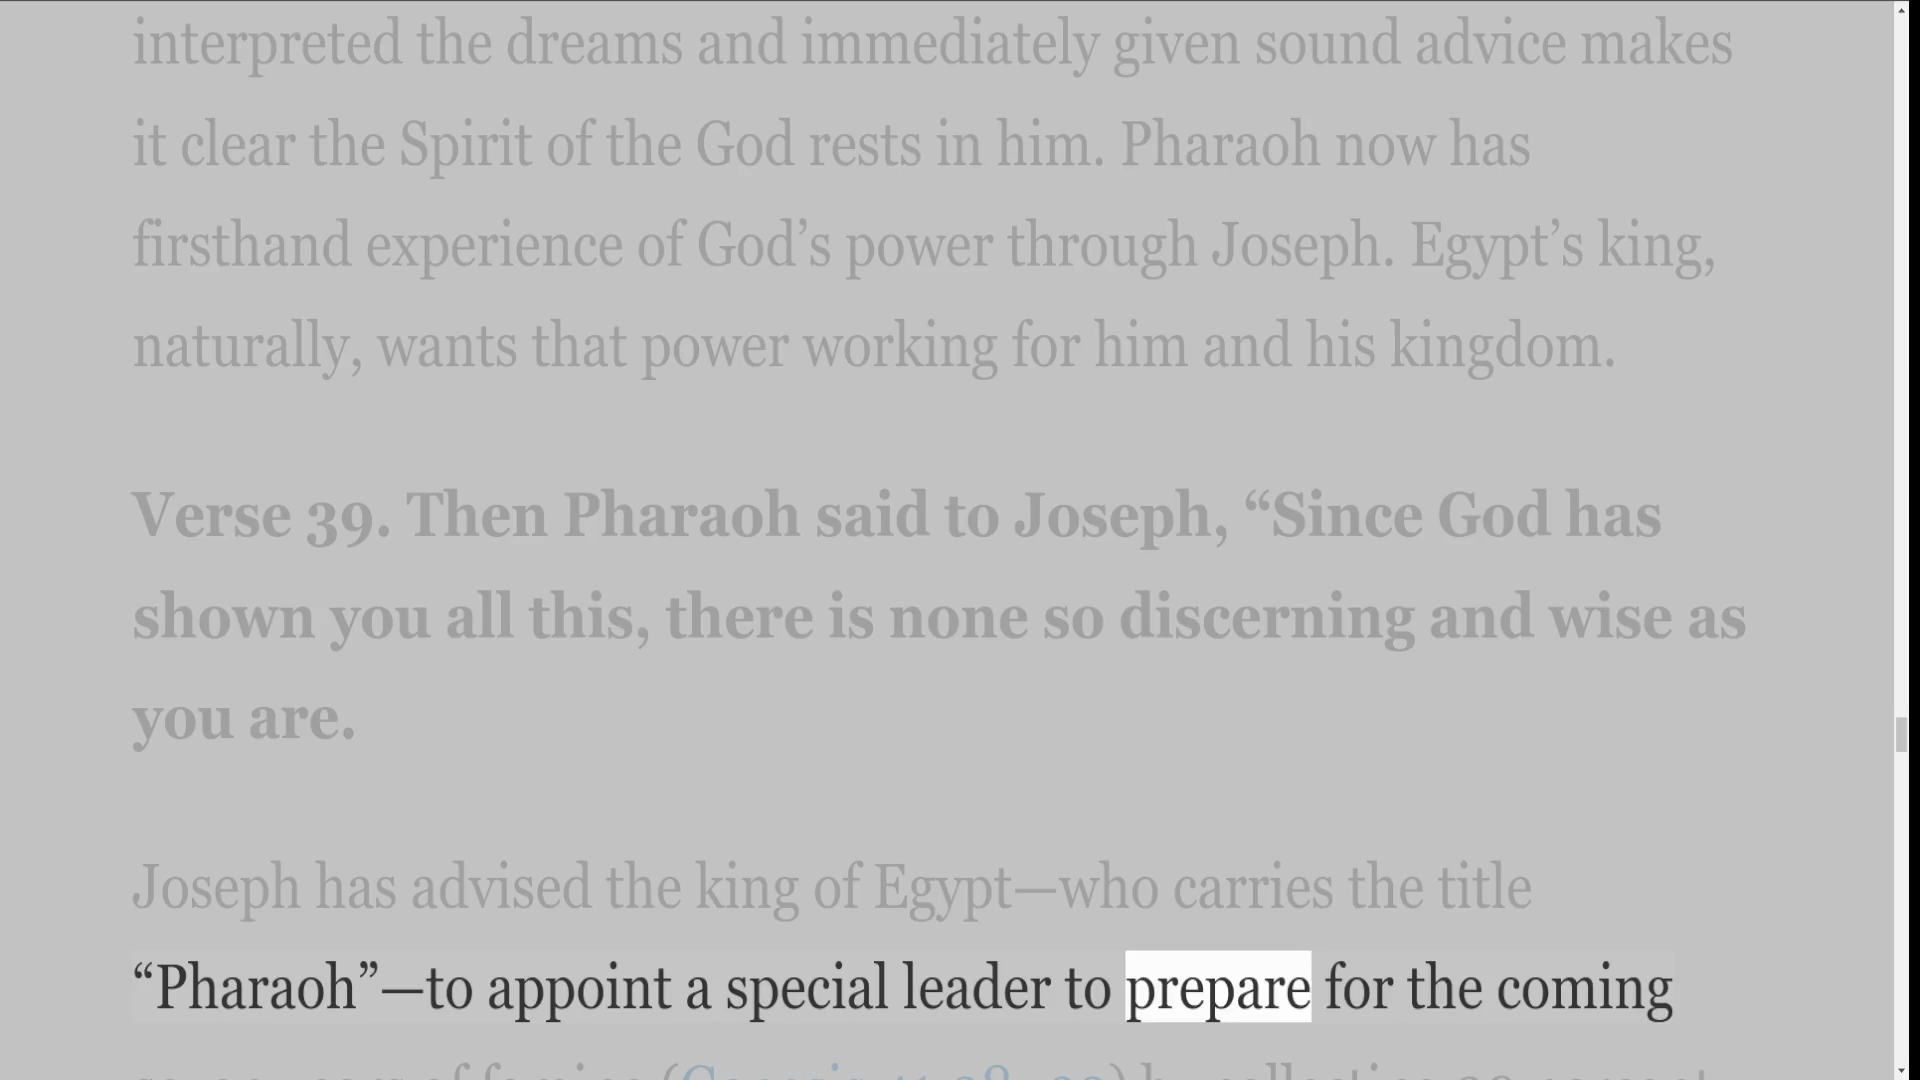 interpreted the dreams and immediately given sound advice makes
it clear the Spirit of the God rests in him. Pharaoh now has
firsthand experience of God’s power through Joseph. Egypt’s king,
naturally, wants that power working for him and his kingdom.
Verse 39. Then Pharaoh said to Joseph, “Since God has
shown you all this, there is none so discerning and wise as
you are.
Joseph has advised the king of Egypt—who carries the title
“Pharaoh”—to appoint a special leader to prepare for the coming